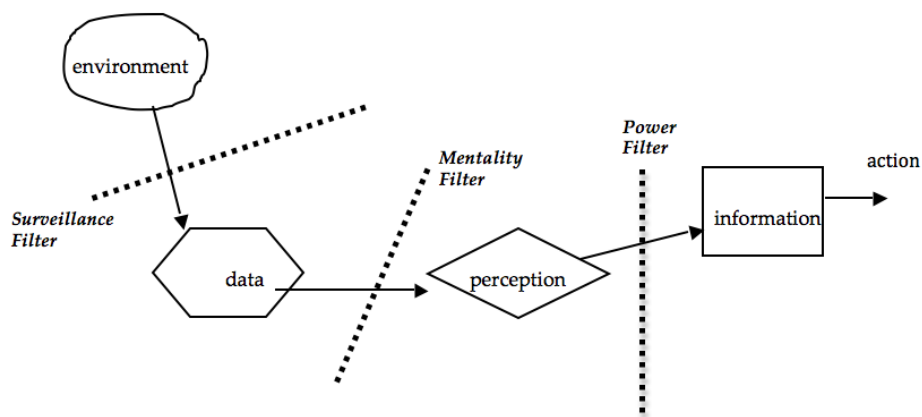 environment
Surveillance
Filter
data
Mentality
Filter
perception
Power
Filter
information
action